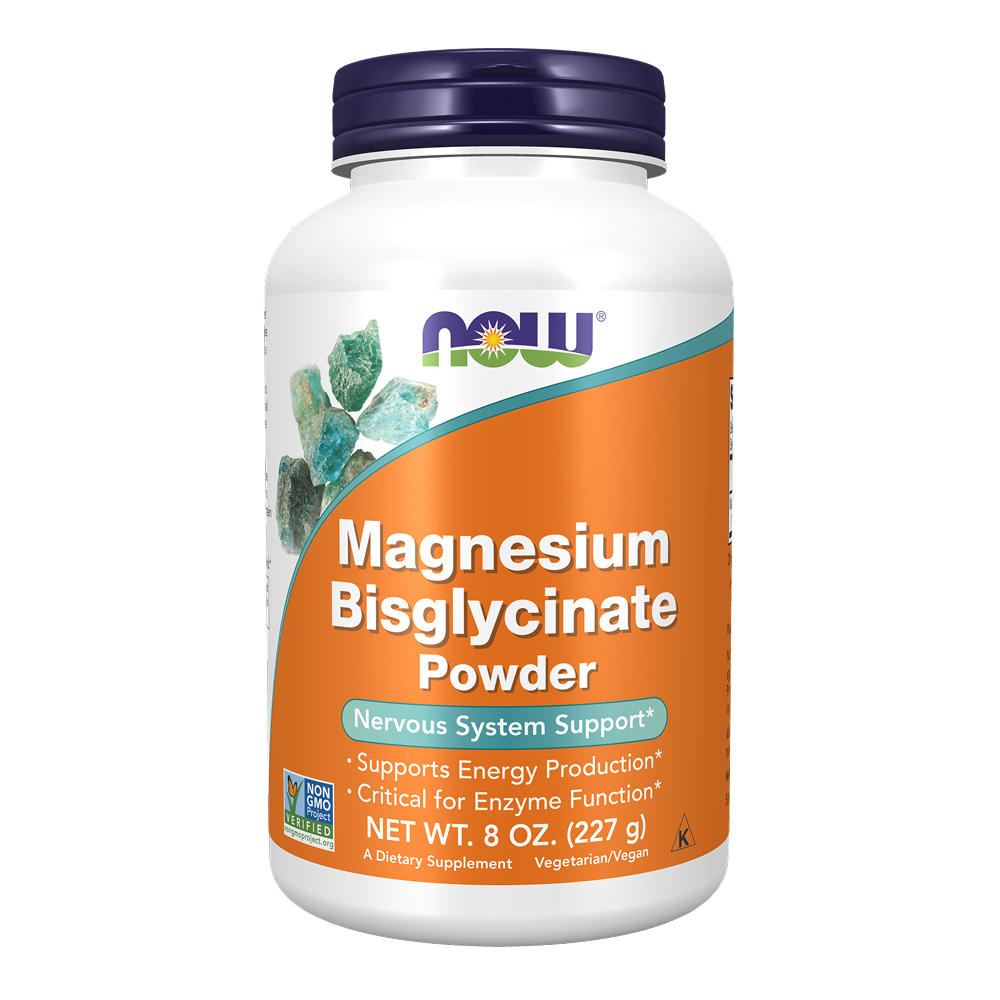 NOW®
Magnesium
Bisglycinate
Powder
Nervous System Support*
· Supports Energy Production*
· Critical for Enzyme Function*
NET WT. 8 OZ. (227 g)
A Dietary Supplement Vegetarian/Vegan
NON
GMO
Project
VERIFIED
nongmoproject.org
K